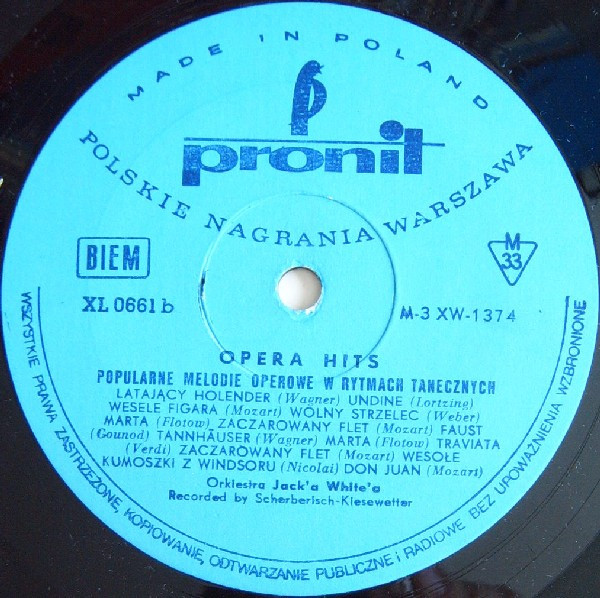 MADE IN POLAND
pronit
POLSKIE NAGRANIA WARSZAWA
BIEM
M
33
XL 0661 b
M-3 XW-1374
OPERA HITS
POPULARNE MELODIE OPEROWE W RYTMACH TANECZNYCH
LATAJĄCY HOLENDER (Wagner) UNDINE (Lortzing)
WESELE FIGARA (Mozart) WOLNY STRZELEC (Weber)
MARTA (Flotow) ZACZAROWANY FLET (Mozart) FAUST
(Gounod) TANNHÄUSER (Wagner) MARTA (Flotow) TRAVIATA
(Verdi) ZACZAROWANY FLET (Mozart) WESOŁE
KUMOSZKI Z WINDSORU (Nicolai) DON JUAN (Mozart)
Orkiestra Jack'a White'a
Recorded by Scherberisch-Kiesewetter
WSZYSTKIE PRAWA ZASTRZEŻONE, KOPIOWANIE, ODTWARZANIE PUBLICZNE i RADIOWE BEZ UPOWAŻNIENIA WZBRONIONE